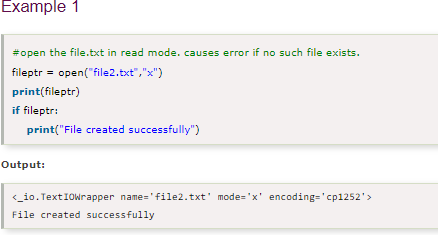 Example 1
#open the file.txt in read mode. causes error if no such file exists.
fileptr = open("file2.txt","x")
print(fileptr)
if fileptr:
    print("File created successfully")
Output:
<_io.TextIOWrapper name='file2.txt' mode='x' encoding='cp1252'>
File created successfully